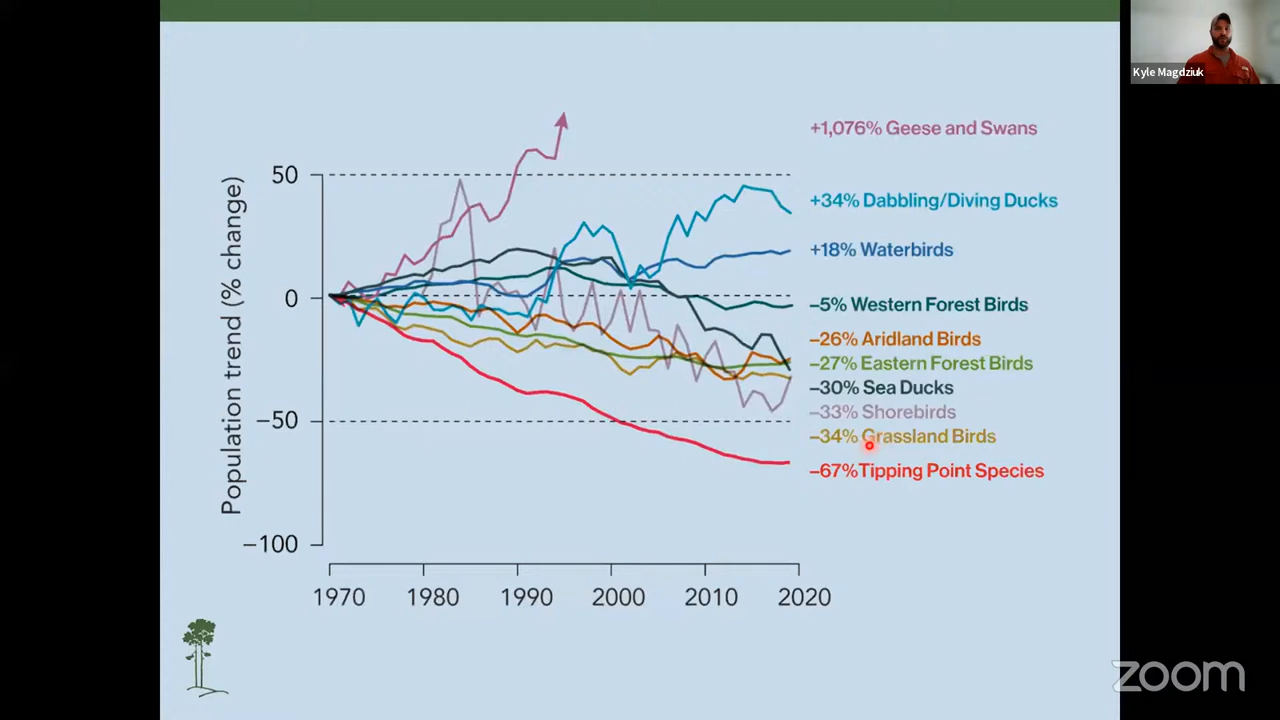 Kyle Magdziuk
Population trend (% change)
50
0
−50
−100
1970 1980 1990 2000 2010 2020
+1,076% Geese and Swans
+34% Dabbling/Diving Ducks
+18% Waterbirds
–5% Western Forest Birds
–26% Aridland Birds
–27% Eastern Forest Birds
–30% Sea Ducks
–33% Shorebirds
–34% Grassland Birds
–67%Tipping Point Species
zoom